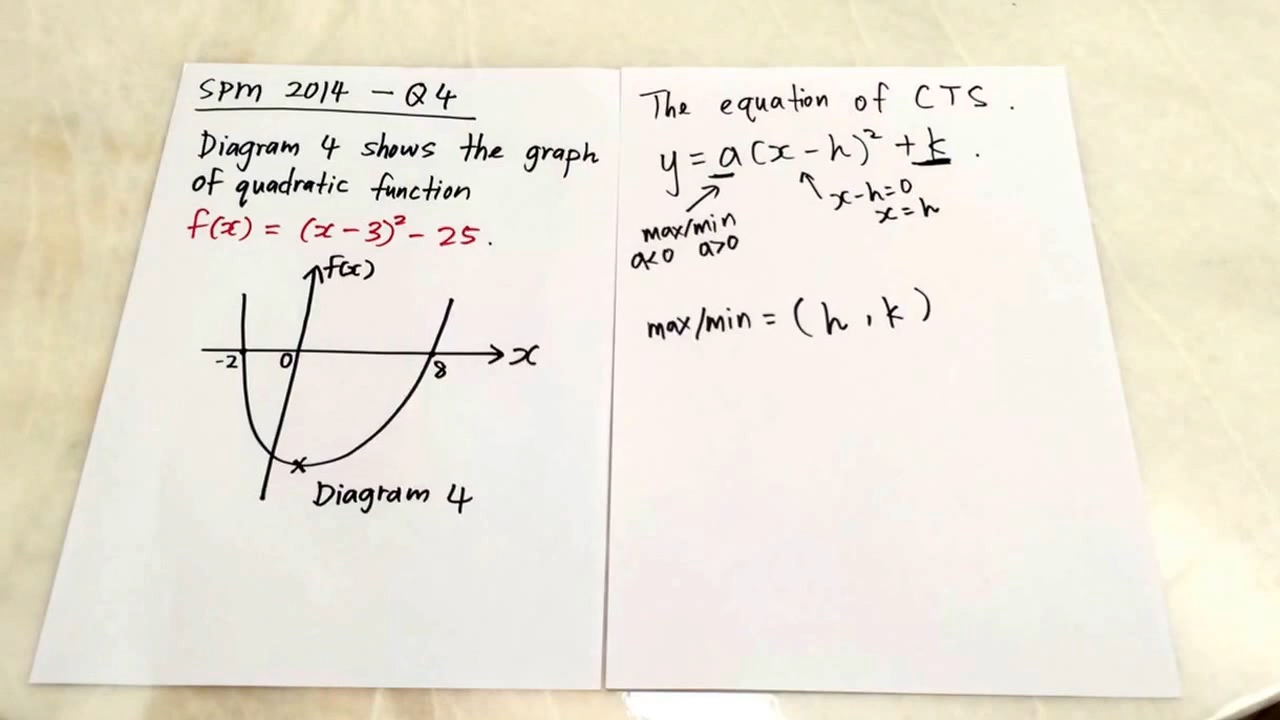 SPM 2014 - Q4
Diagram 4 shows the graph
of quadratic function
f(x) = (x-3)² - 25.
f(x)
-2 0 8 x
Diagram 4
The equation of CTS.
y = a(x-h)² + k.
x-h=0
x=h
max/min
a<0 a>0
max/min = (h, k)